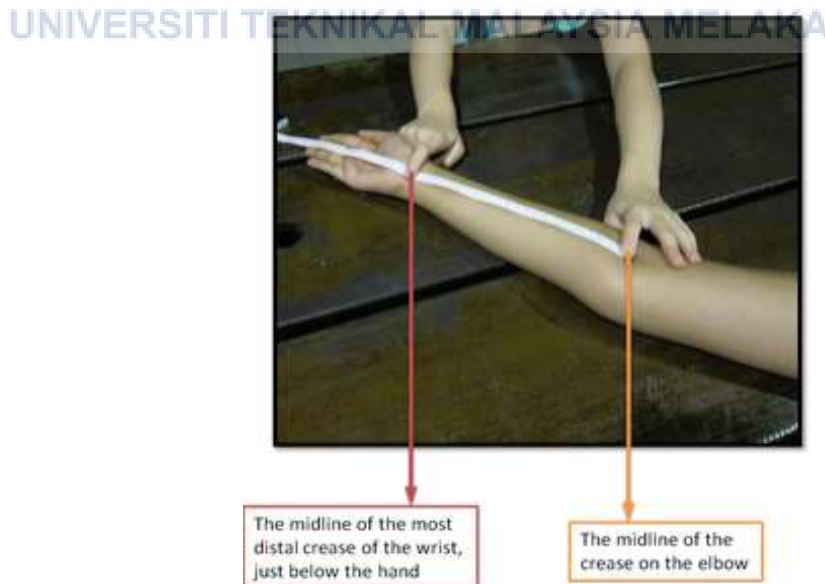 UNIVERSITI TEKNIKAL MALAYSIA MELAKA
The midline of the most
distal crease of the wrist,
just below the hand
The midline of the
crease on the elbow